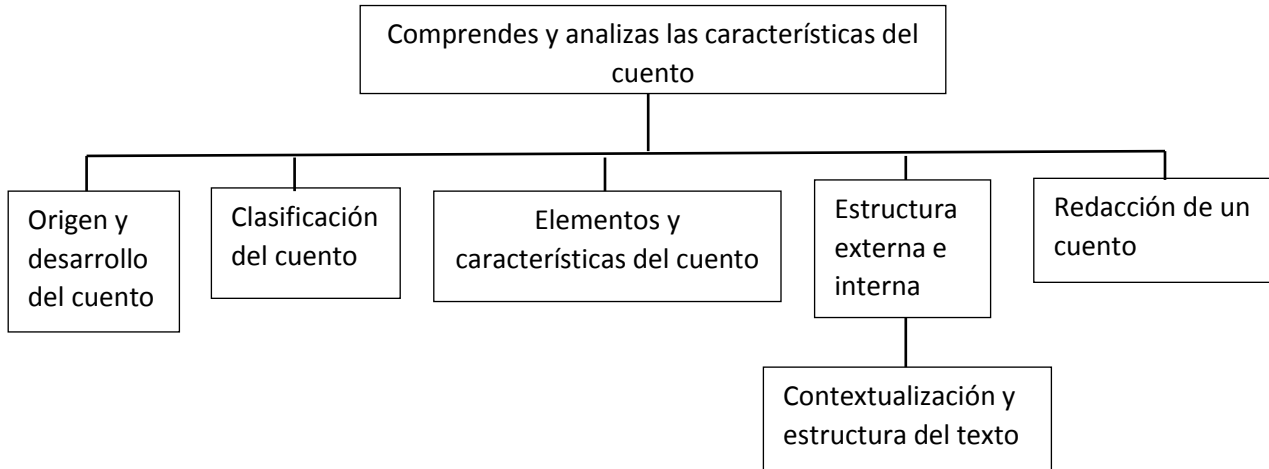 Comprendes y analizas las características del
cuento
Origen y
desarrollo
del cuento
Clasificación
del cuento
Elementos y
características del cuento
Estructura
externa e
interna
Redacción de un
cuento
Contextualización y
estructura del texto